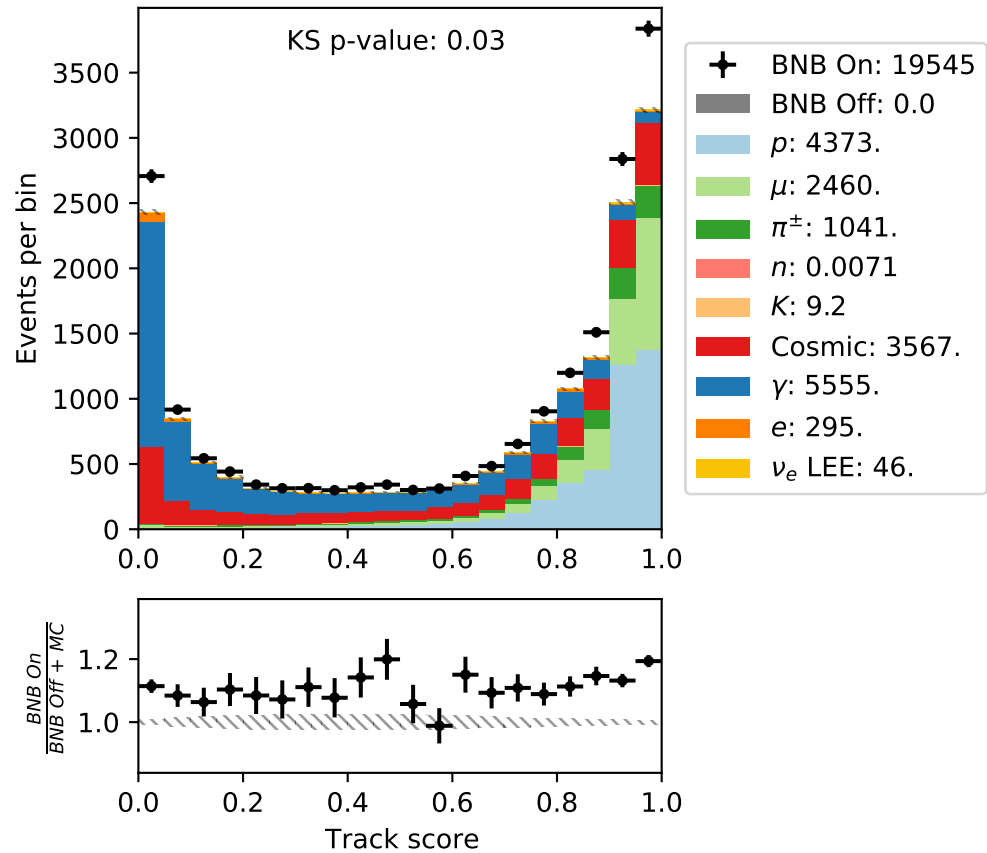 KS p-value: 0.03
Events per bin
3500
3000
2500
2000
1500
1000
500
0
0.0 0.2 0.4 0.6 0.8 1.0
BNB On: 19545
BNB Off: 0.0
p: 4373.
μ: 2460.
π±: 1041.
n: 0.0071
K: 9.2
Cosmic: 3567.
γ: 5555.
e: 295.
νe LEE: 46.
BNB On
BNB Off + MC
1.2
1.0
0.0 0.2 0.4 0.6 0.8 1.0
Track score